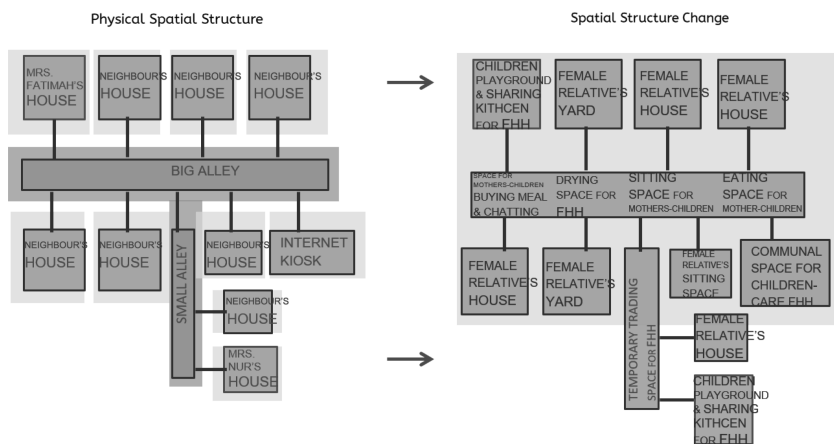 Physical Spatial Structure
Spatial Structure Change
MRS.
FATIMAH'S
HOUSE
NEIGHBOUR'S
HOUSE
NEIGHBOUR'S
HOUSE
NEIGHBOUR'S
HOUSE
BIG ALLEY
NEIGHBOUR'S
HOUSE
NEIGHBOUR'S
HOUSE
SMALL ALLEY
NEIGHBOUR'S
HOUSE
INTERNET
KIOSK
NEIGHBOUR'S
HOUSE
MRS.
NUR'S
HOUSE
CHILDREN
PLAYGROUND
& SHARING
KITHCEN
FOR FHH
FEMALE
RELATIVE'S
YARD
FEMALE
RELATIVE'S
HOUSE
FEMALE
RELATIVE'S
HOUSE
SPACE FOR
MOTHERS-CHILDREN
BUYING MEAL
& CHATTING
DRYING
SPACE FOR
FHH
SITTING
SPACE FOR
MOTHERS-CHILDREN
EATING
SPACE FOR
MOTHER-CHILDREN
FEMALE
RELATIVE'S
HOUSE
FEMALE
RELATIVE'S
YARD
TEMPORARY TRADING
SPACE FOR FHH
FEMALE
RELATIVE'S
SITTING
SPACE
COMMUNAL
SPACE FOR
CHILDREN-
CARE FHH
FEMALE
RELATIVE'S
HOUSE
CHILDREN
PLAYGROUND
& SHARING
KITHCEN
FOR FHH